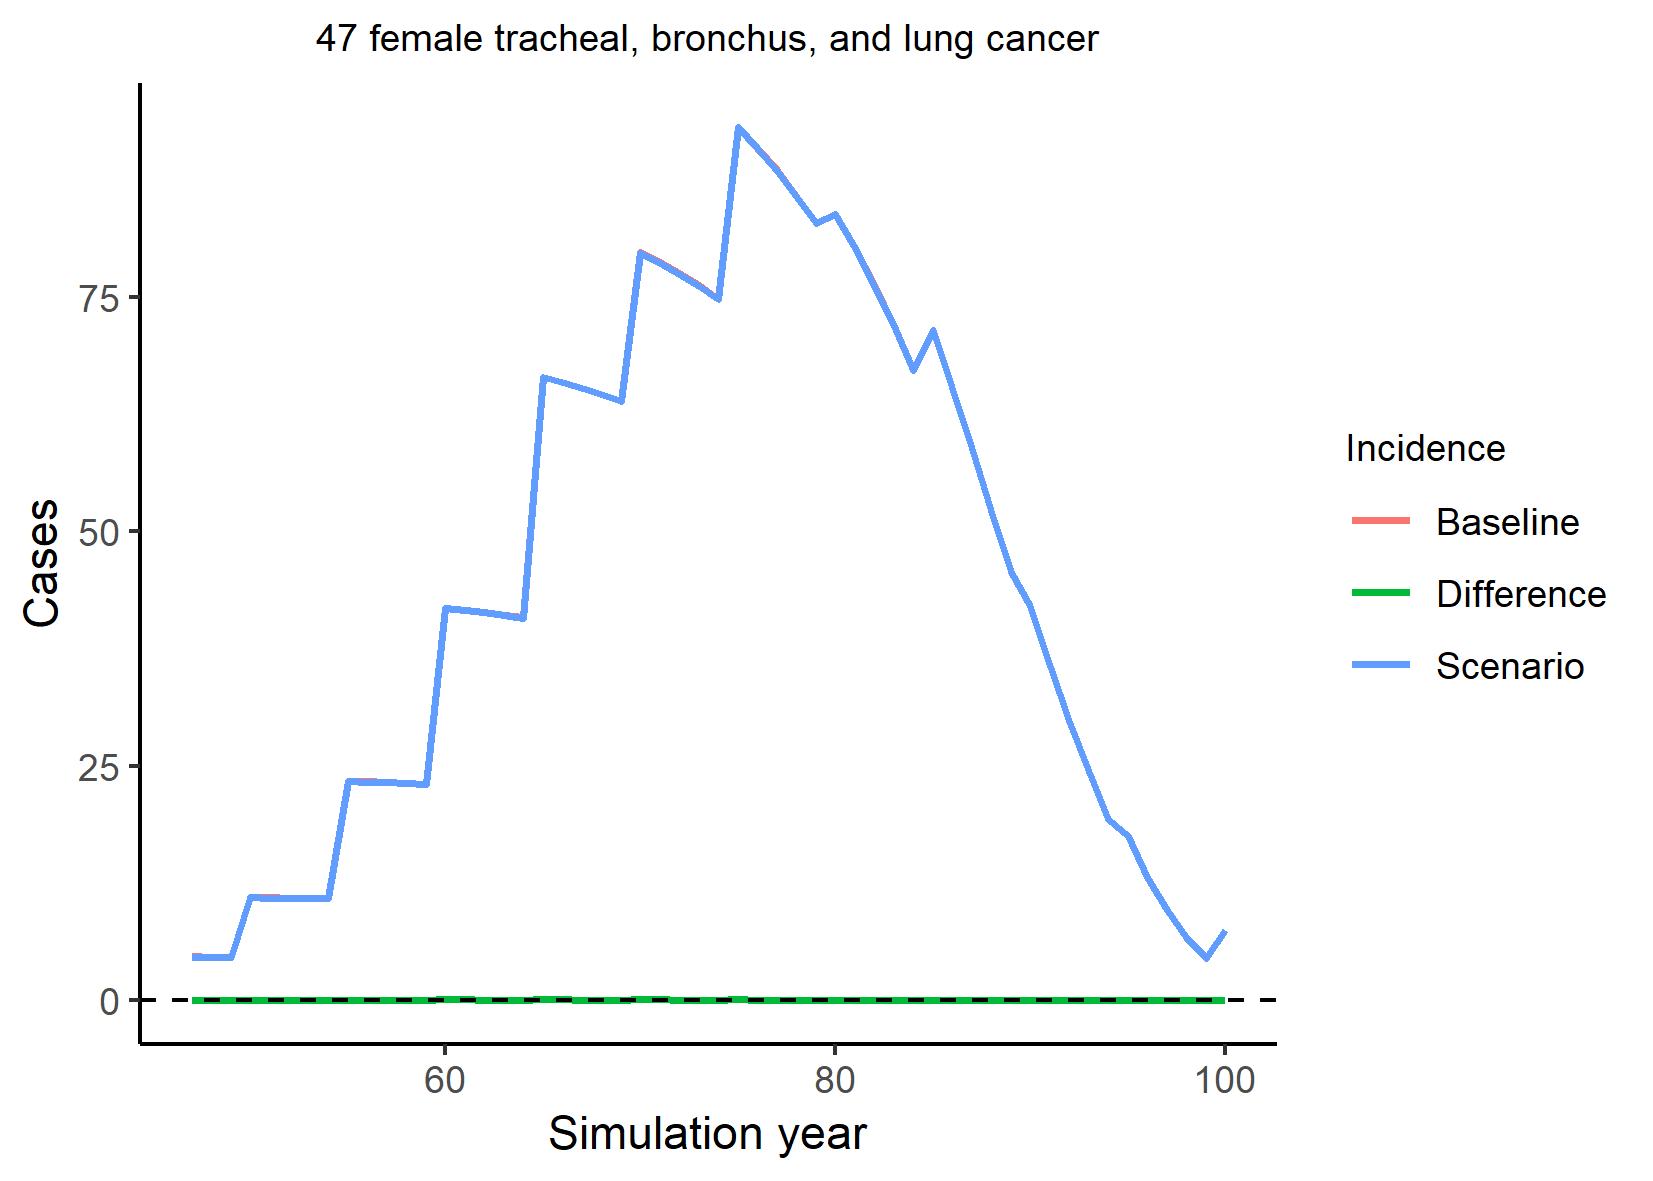 47 female tracheal, bronchus, and lung cancer
Cases
75
50
25
0
60 80 100
Simulation year
Incidence
Baseline
Difference
Scenario